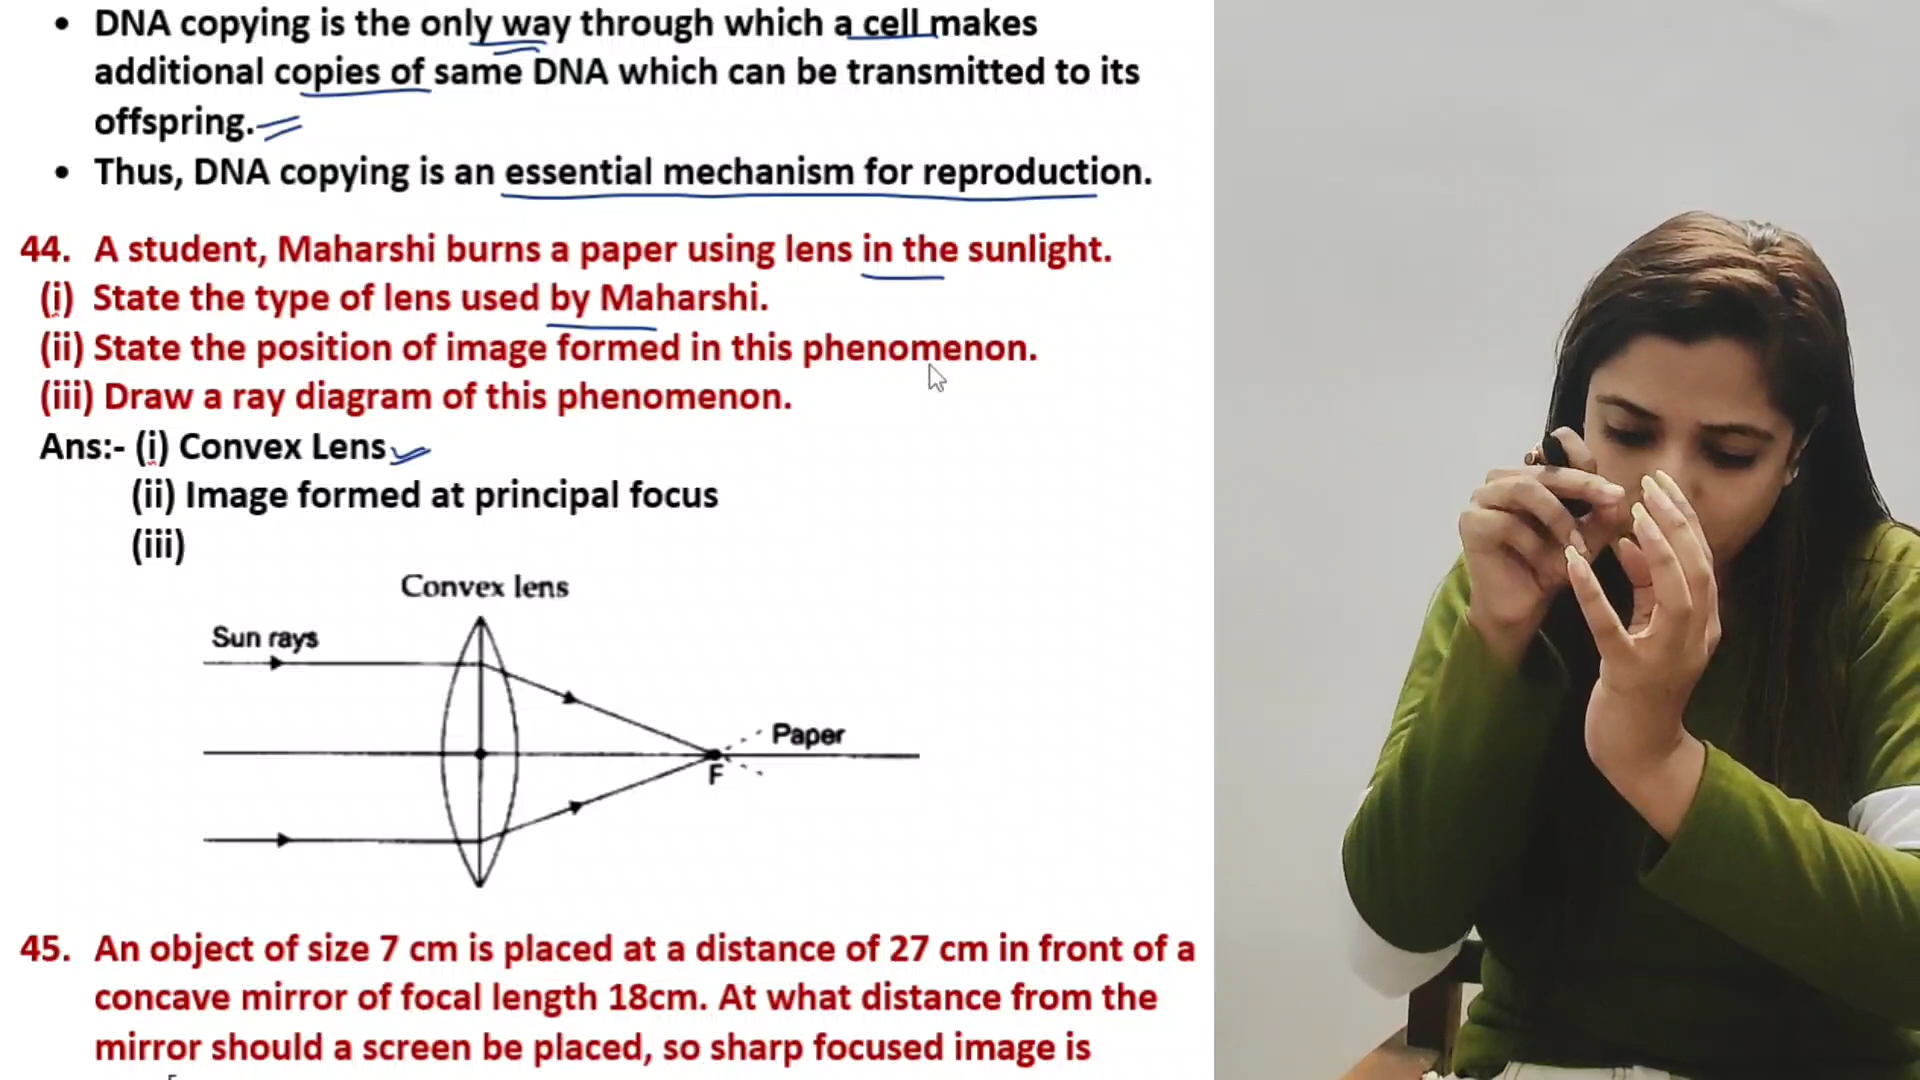 • DNA copying is the only way through which a cell makes
additional copies of same DNA which can be transmitted to its
offspring.
• Thus, DNA copying is an essential mechanism for reproduction.
44. A student, Maharshi burns a paper using lens in the sunlight.
(i) State the type of lens used by Maharshi.
(ii) State the position of image formed in this phenomenon.
(iii) Draw a ray diagram of this phenomenon.
Ans:- (i) Convex Lens
(ii) Image formed at principal focus
(iii)
Convex lens
Sun rays
Paper
F
45. An object of size 7 cm is placed at a distance of 27 cm in front of a
concave mirror of focal length 18cm. At what distance from the
mirror should a screen be placed, so sharp focused image is